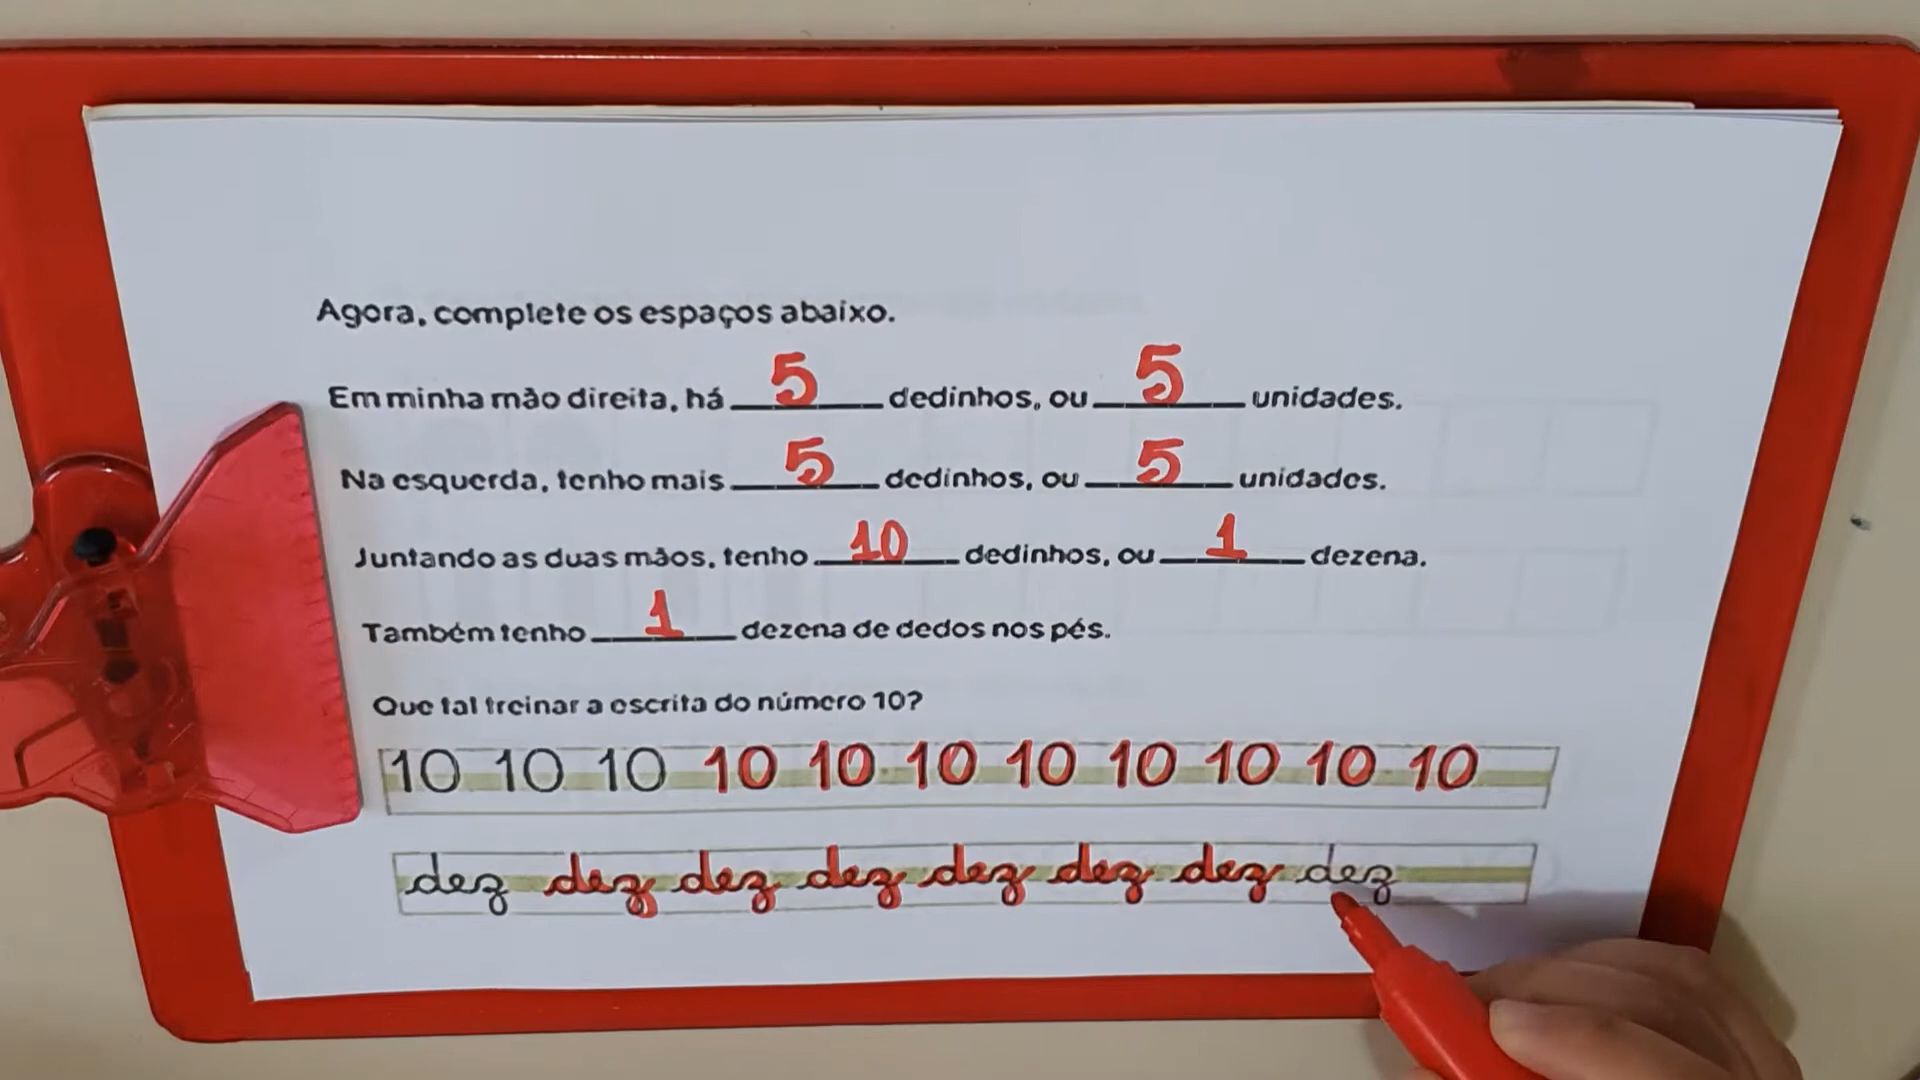 Agora, complete os espaços abaixo.
Em minha mão direita, há 5 dedinhos, ou 5 unidades.
Na esquerda, tenho mais 5 dedinhos, ou 5 unidades.
Juntando as duas mãos, tenho 10 dedinhos, ou 1 dezena.
Também tenho 1 dezena de dedos nos pés.
Que tal treinar a escrita do número 10?
10 10 10 10 10 10 10 10 10 10 10
dez dez dez dez dez dez dez dez